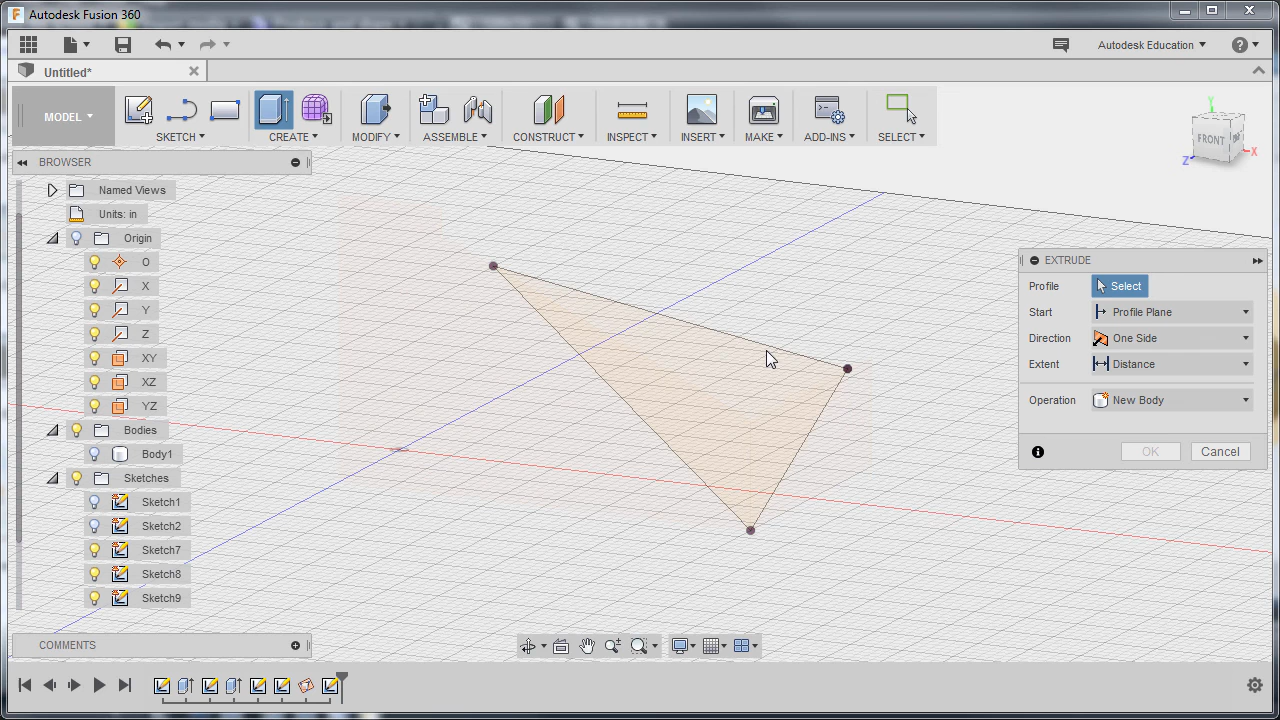 Autodesk Fusion 360
Autodesk Education
Untitled*
MODEL
SKETCH
CREATE
MODIFY
ASSEMBLE
CONSTRUCT
INSPECT
INSERT
MAKE
ADD-INS
SELECT
BROWSER
Named Views
Units: in
Origin
O
X
Y
Z
XY
XZ
YZ
Bodies
Body1
Sketches
Sketch1
Sketch2
Sketch7
Sketch8
Sketch9
Y
FRONT
X
Z
EXTRUDE
Profile Select
Start Profile Plane
Direction One Side
Extent Distance
Operation New Body
OK Cancel
COMMENTS